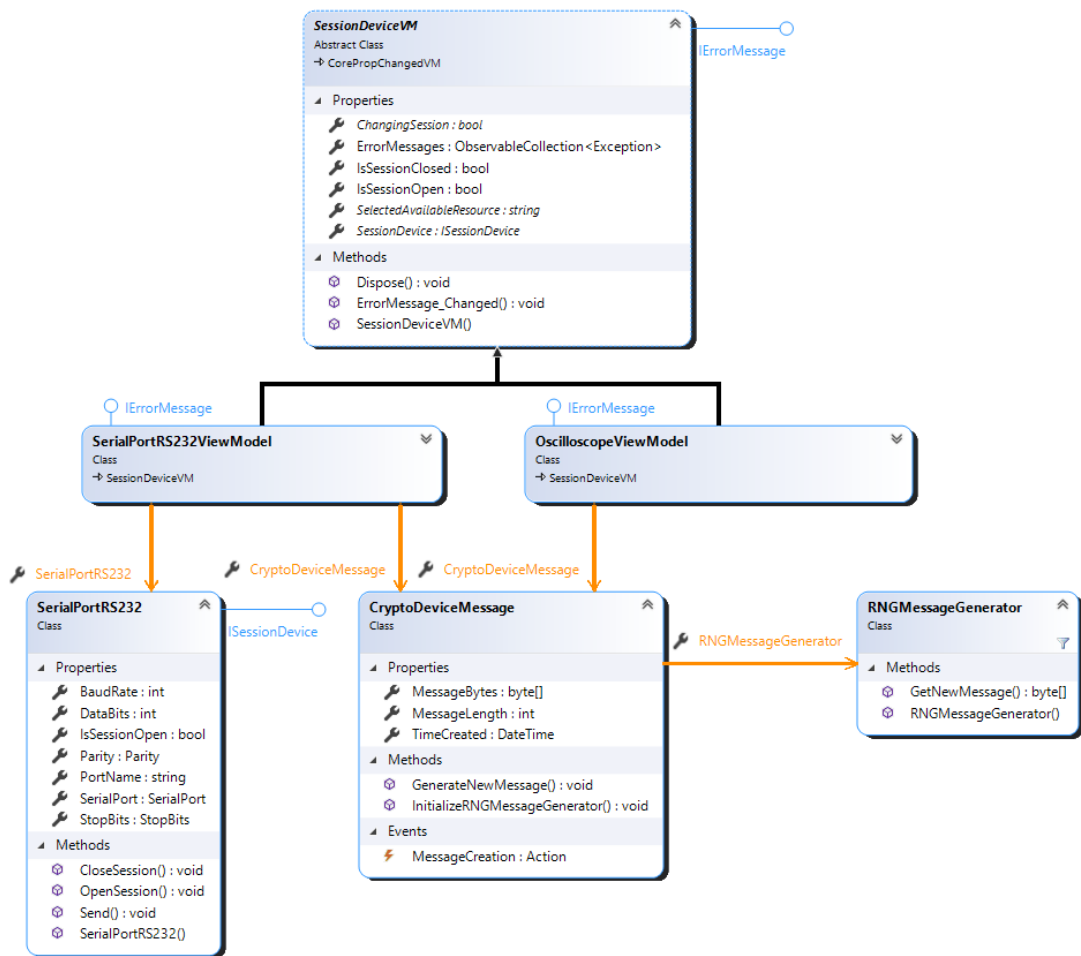 SessionDeviceVM
Abstract Class
CorePropChangedVM
IErrorMessage
Properties
ChangingSession : bool
ErrorMessages : ObservableCollection<Exception>
IsSessionClosed : bool
IsSessionOpen : bool
SelectedAvailableResource : string
SessionDevice : ISessionDevice
Methods
Dispose() : void
ErrorMessage_Changed() : void
SessionDeviceVM()
IErrorMessage
SerialPortRS232ViewModel
Class
SessionDeviceVM
IErrorMessage
OscilloscopeViewModel
Class
SessionDeviceVM
SerialPortRS232
CryptoDeviceMessage
CryptoDeviceMessage
SerialPortRS232
Class
ISessionDevice
Properties
BaudRate : int
DataBits : int
IsSessionOpen : bool
Parity : Parity
PortName : string
SerialPort : SerialPort
StopBits : StopBits
Methods
CloseSession() : void
OpenSession() : void
Send() : void
SerialPortRS232()
CryptoDeviceMessage
Class
Properties
MessageBytes : byte[]
MessageLength : int
TimeCreated : DateTime
Methods
GenerateNewMessage() : void
InitializeRNGMessageGenerator() : void
Events
MessageCreation : Action
RNGMessageGenerator
RNGMessageGenerator
Class
Methods
GetNewMessage() : byte[]
RNGMessageGenerator()